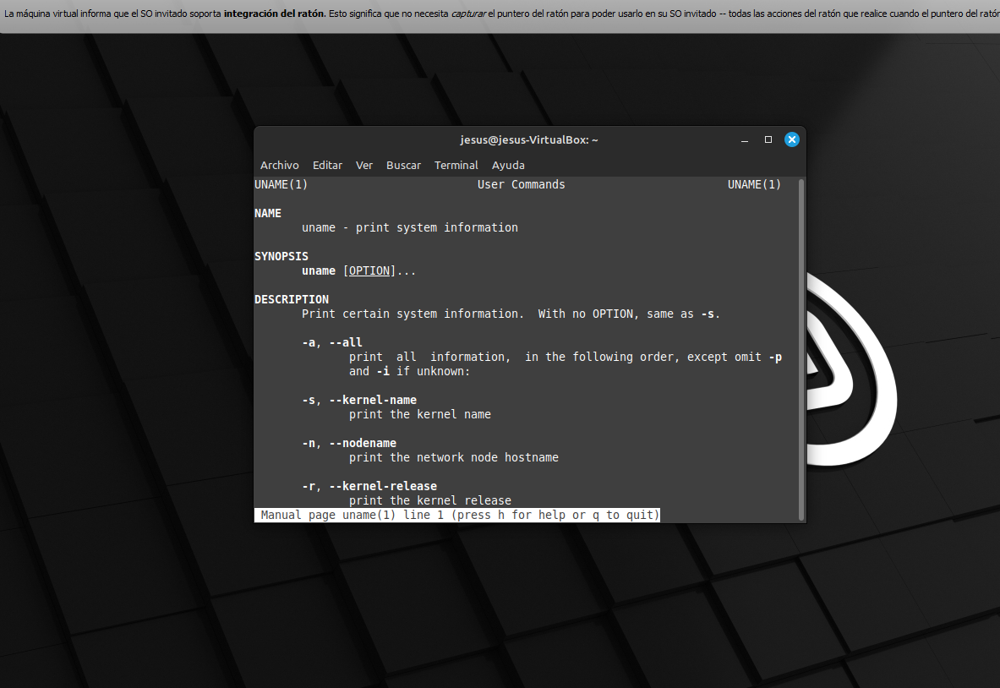 La máquina virtual informa que el SO invitado soporta integración del ratón. Esto significa que no necesita capturar el puntero del ratón para poder usarlo en su SO invitado -- todas las acciones del ratón que realice cuando el puntero del ratón
jesus@jesus-VirtualBox: ~
Archivo Editar Ver Buscar Terminal Ayuda
UNAME(1) User Commands UNAME(1)
NAME
uname - print system information
SYNOPSIS
uname [OPTION]...
DESCRIPTION
Print certain system information. With no OPTION, same as -s.
-a, --all
print all information, in the following order, except omit -p
and -i if unknown:
-s, --kernel-name
print the kernel name
-n, --nodename
print the network node hostname
-r, --kernel-release
print the kernel release
Manual page uname(1) line 1 (press h for help or q to quit)